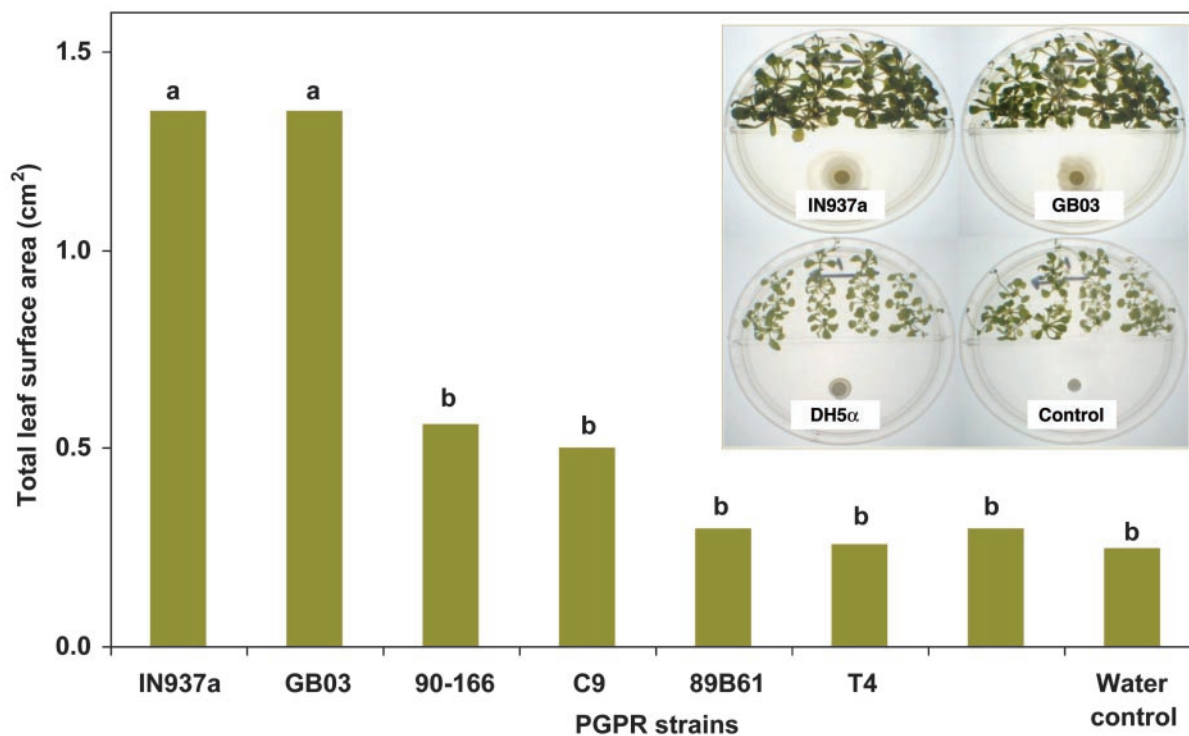 Total leaf surface area (cm²)
1.5
1.0
0.5
0.0
a
a
b
b
b
b
b
b
IN937a
GB03
DH5α
Control
IN937a
GB03
90-166
C9
89B61
T4
Water
control
PGPR strains